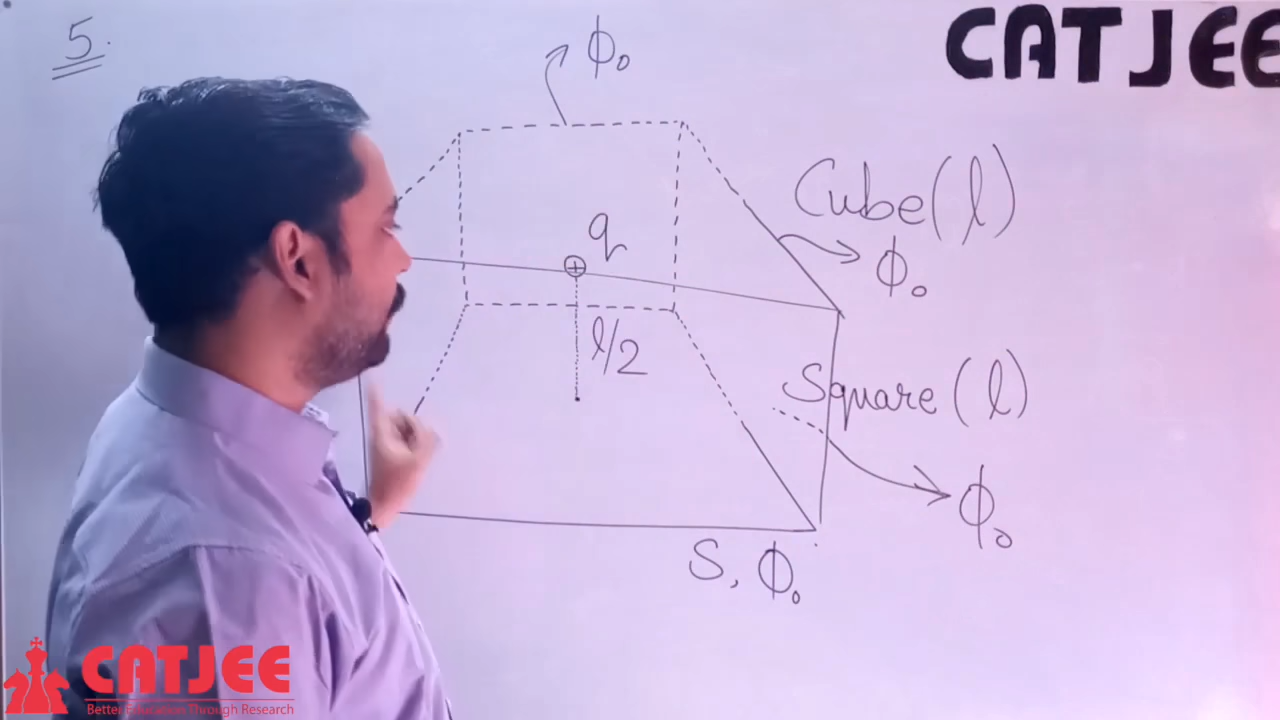 5.
CATJEE
ϕ₀
Cube (l)
q
ϕ₀
l/2
Square (l)
ϕ₀
S, ϕ₀
CATJEE
Better Education Through Research